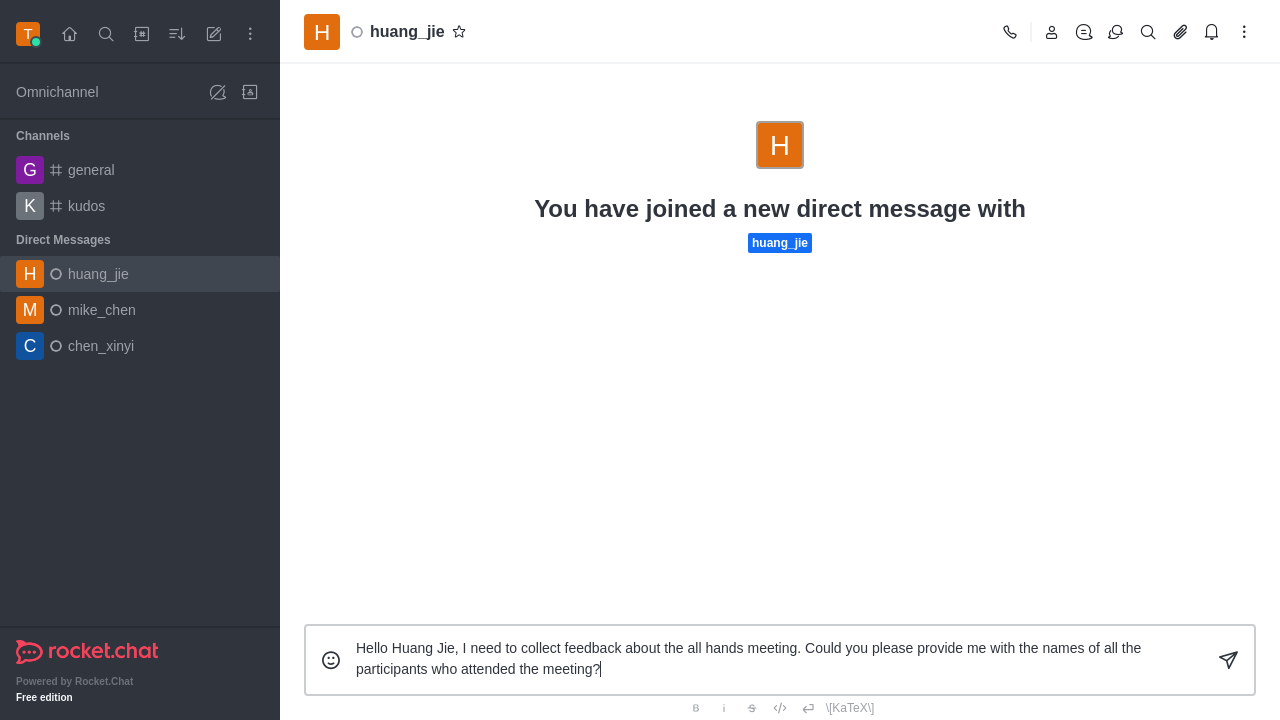 T
H
huang_jie
Omnichannel
Channels
G
general
K
kudos
Direct Messages
H
huang_jie
M
mike_chen
C
chen_xinyi
H
You have joined a new direct message with
huang_jie
Hello Huang Jie, I need to collect feedback about the all hands meeting. Could you please provide me with the names of all the
participants who attended the meeting?
B i S \[KaTeX\]
rocket.chat
Powered by Rocket.Chat
Free edition